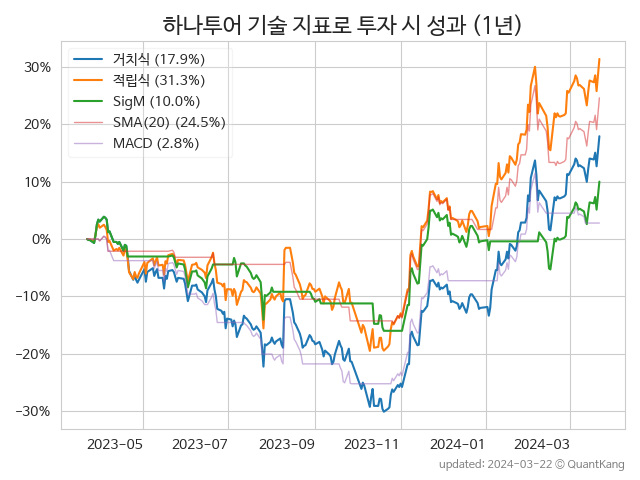 하나투어 기술 지표로 투자 시 성과 (1년)
거치식 (17.9%)
적립식 (31.3%)
SigM (10.0%)
SMA(20) (24.5%)
MACD (2.8%)
30%
20%
10%
0%
−10%
−20%
−30%
2023-05 2023-07 2023-09 2023-11 2024-01 2024-03
updated: 2024-03-22 © QuantKang